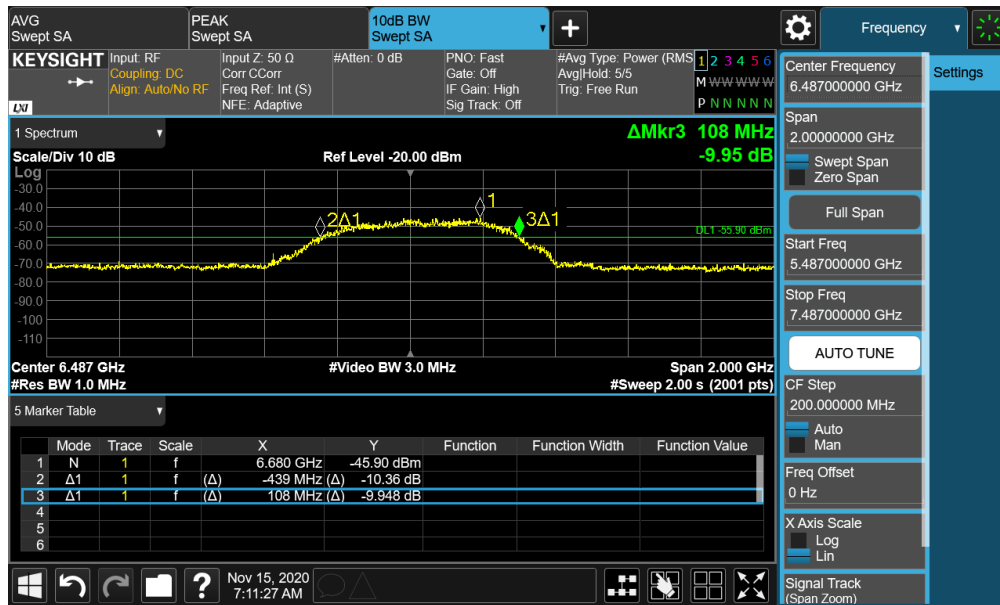 AVG
Swept SA
PEAK
Swept SA
10dB BW
Swept SA
Frequency
KEYSIGHT
LXI
Input: RF
Coupling: DC
Align: Auto/No RF
Input Z: 50 Ω
Corr CCorr
Freq Ref: Int (S)
NFE: Adaptive
#Atten: 0 dB
PNO: Fast
Gate: Off
IF Gain: High
Sig Track: Off
#Avg Type: Power (RMS
Avg|Hold: 5/5
Trig: Free Run
1 2 3 4 5 6
M W W W W W
P N N N N N
1 Spectrum
ΔMkr3 108 MHz
-9.95 dB
Scale/Div 10 dB
Ref Level -20.00 dBm
Log
-30.0
-40.0
-50.0
-60.0
-70.0
-80.0
-90.0
-100
-110
2Δ1
1
3Δ1
DL1 -55.90 dBm
Center 6.487 GHz
#Video BW 3.0 MHz
Span 2.000 GHz
#Res BW 1.0 MHz
#Sweep 2.00 s (2001 pts)
5 Marker Table
Mode Trace Scale X Y Function Function Width Function Value
1 N 1 f 6.680 GHz -45.90 dBm
2 Δ1 1 f (Δ) -439 MHz (Δ) -10.36 dB
3 Δ1 1 f (Δ) 108 MHz (Δ) -9.948 dB
4
5
6
Nov 15, 2020
7:11:27 AM
Center Frequency
6.487000000 GHz
Span
2.00000000 GHz
Swept Span
Zero Span
Full Span
Start Freq
5.487000000 GHz
Stop Freq
7.487000000 GHz
AUTO TUNE
CF Step
200.000000 MHz
Auto
Man
Freq Offset
0 Hz
X Axis Scale
Log
Lin
Signal Track
(Span Zoom)
Settings